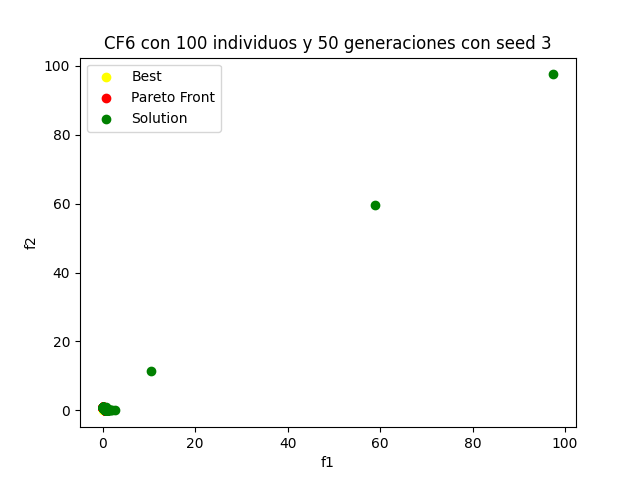 CF6 con 100 individuos y 50 generaciones con seed 3
Best
Pareto Front
Solution
100
80
60
40
20
0
f2
0
20
40
60
80
100
f1